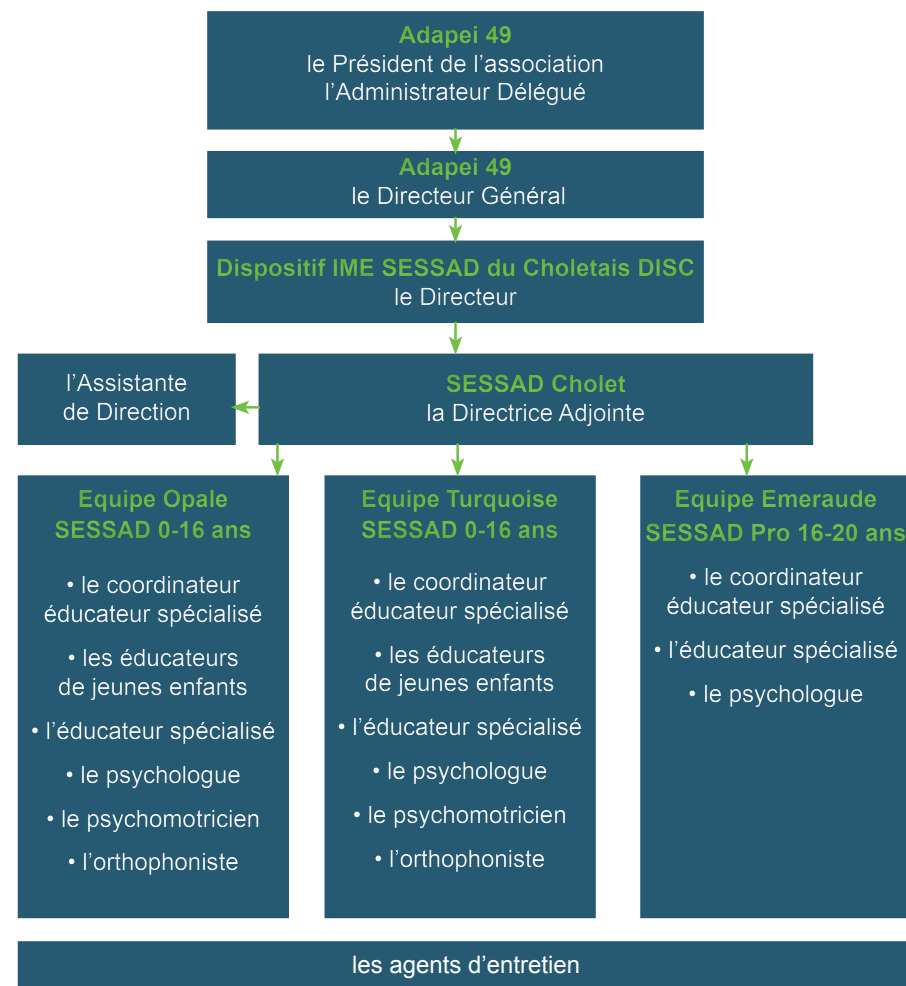 Adapei 49
le Président de l’association
l’Administrateur Délégué
Adapei 49
le Directeur Général
Dispositif IME SESSAD du Choletais DISC
le Directeur
l’Assistante
de Direction
SESSAD Cholet
la Directrice Adjointe
Equipe Opale
SESSAD 0-16 ans
• le coordinateur
éducateur spécialisé
• les éducateurs
de jeunes enfants
• l’éducateur spécialisé
• le psychologue
• le psychomotricien
• l’orthophoniste
Equipe Turquoise
SESSAD 0-16 ans
• le coordinateur
éducateur spécialisé
• les éducateurs
de jeunes enfants
• l’éducateur spécialisé
• le psychologue
• le psychomotricien
• l’orthophoniste
Equipe Emeraude
SESSAD Pro 16-20 ans
• le coordinateur
éducateur spécialisé
• l’éducateur spécialisé
• le psychologue
les agents d’entretien